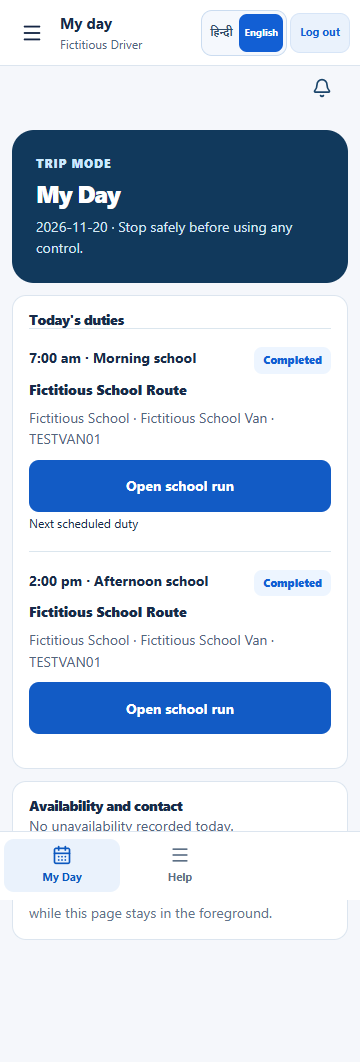 My day
Fictitious Driver
हिन्दी
English
Log out
TRIP MODE
My Day
2026-11-20 · Stop safely before using any
control.
Today's duties
7:00 am · Morning school
Completed
Fictitious School Route
Fictitious School · Fictitious School Van ·
TESTVAN01
Open school run
Next scheduled duty
2:00 pm · Afternoon school
Completed
Fictitious School Route
Fictitious School · Fictitious School Van ·
TESTVAN01
Open school run
Availability and contact
No unavailability recorded today.
My Day
Help
while this page stays in the foreground.